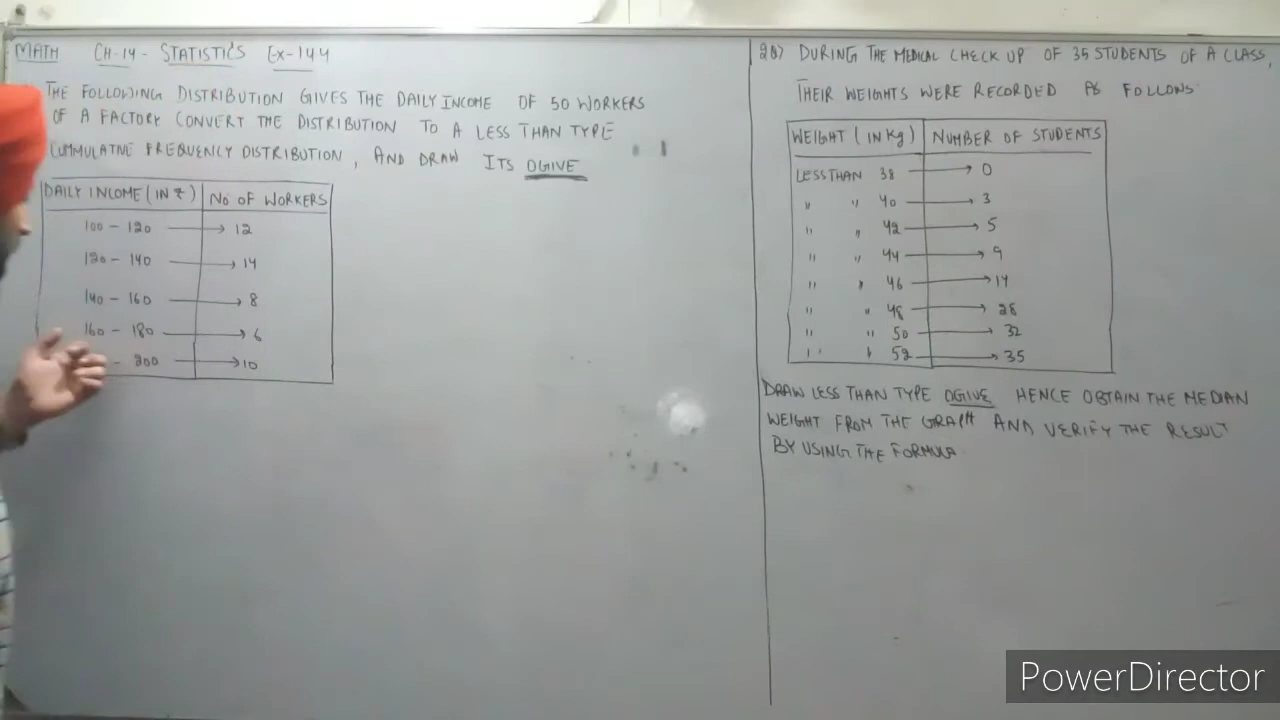 MATH CH-14 - STATISTICS EX-14.4
THE FOLLOWING DISTRIBUTION GIVES THE DAILY INCOME OF 50 WORKERS
OF A FACTORY CONVERT THE DISTRIBUTION TO A LESS THAN TYPE
CUMMULATIVE FREQUENCY DISTRIBUTION, AND DRAW ITS OGIVE
DAILY INCOME (IN ₹) NO OF WORKERS
100 - 120 → 12
120 - 140 → 14
140 - 160 → 8
160 - 180 → 6
- 200 → 10
2Q) DURING THE MEDICAL CHECK UP OF 35 STUDENTS OF A CLASS,
THEIR WEIGHTS WERE RECORDED AS FOLLOWS
WEIGHT (IN Kg) NUMBER OF STUDENTS
LESS THAN 38 → 0
" " 40 → 3
" " 42 → 5
" " 44 → 9
" " 46 → 14
" " 48 → 28
" " 50 → 32
" " 52 → 35
DRAW LESS THAN TYPE OGIVE HENCE OBTAIN THE MEDIAN
WEIGHT FROM THE GRAPH AND VERIFY THE RESULT
BY USING THE FORMULA
PowerDirector